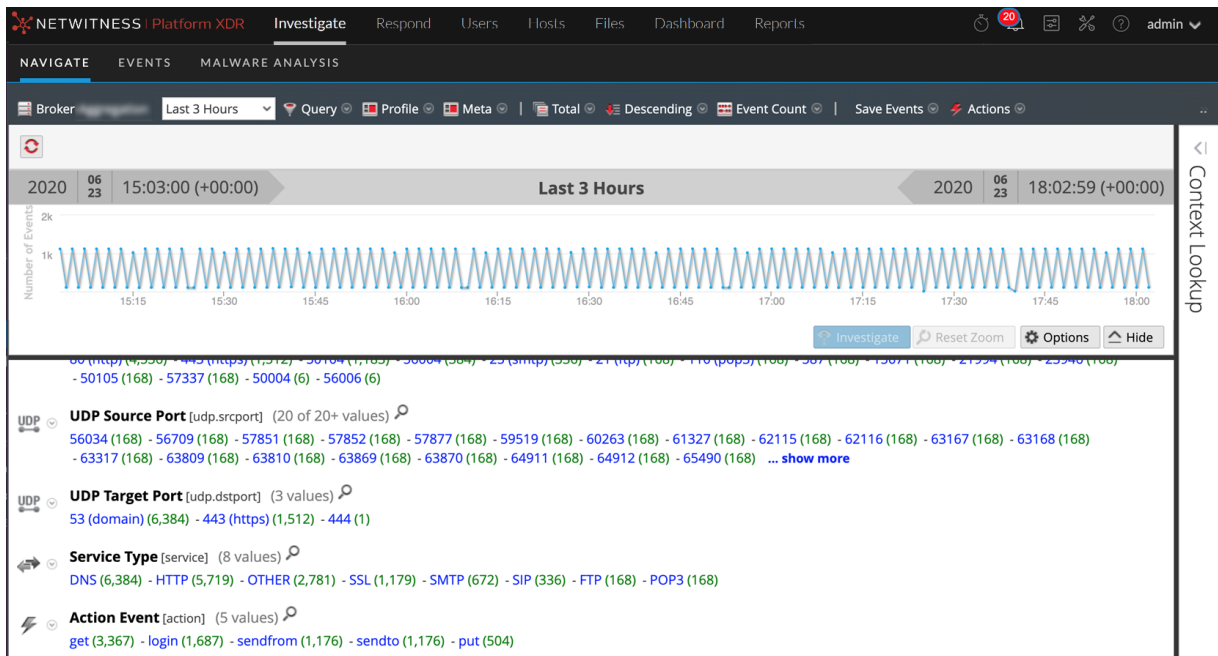 NETWITNESS | Platform XDR Investigate Respond Users Hosts Files Dashboard Reports 20 admin
NAVIGATE EVENTS MALWARE ANALYSIS
Broker Last 3 Hours Query Profile Meta | Total Descending Event Count | Save Events Actions
2020 06 23 15:03:00 (+00:00) Last 3 Hours 2020 06 23 18:02:59 (+00:00)
Context Lookup
Number of Events
2k
1k
15:15 15:30 15:45 16:00 16:15 16:30 16:45 17:00 17:15 17:30 17:45 18:00
Investigate Reset Zoom Options Hide
- 50105 (168) - 57337 (168) - 50004 (6) - 56006 (6)
UDP UDP Source Port [udp.srcport] (20 of 20+ values)
56034 (168) - 56709 (168) - 57851 (168) - 57852 (168) - 57877 (168) - 59519 (168) - 60263 (168) - 61327 (168) - 62115 (168) - 62116 (168) - 63167 (168) - 63168 (168)
- 63317 (168) - 63809 (168) - 63810 (168) - 63869 (168) - 63870 (168) - 64911 (168) - 64912 (168) - 65490 (168) ... show more
UDP UDP Target Port [udp.dstport] (3 values)
53 (domain) (6,384) - 443 (https) (1,512) - 444 (1)
Service Type [service] (8 values)
DNS (6,384) - HTTP (5,719) - OTHER (2,781) - SSL (1,179) - SMTP (672) - SIP (336) - FTP (168) - POP3 (168)
Action Event [action] (5 values)
get (3,367) - login (1,687) - sendfrom (1,176) - sendto (1,176) - put (504)